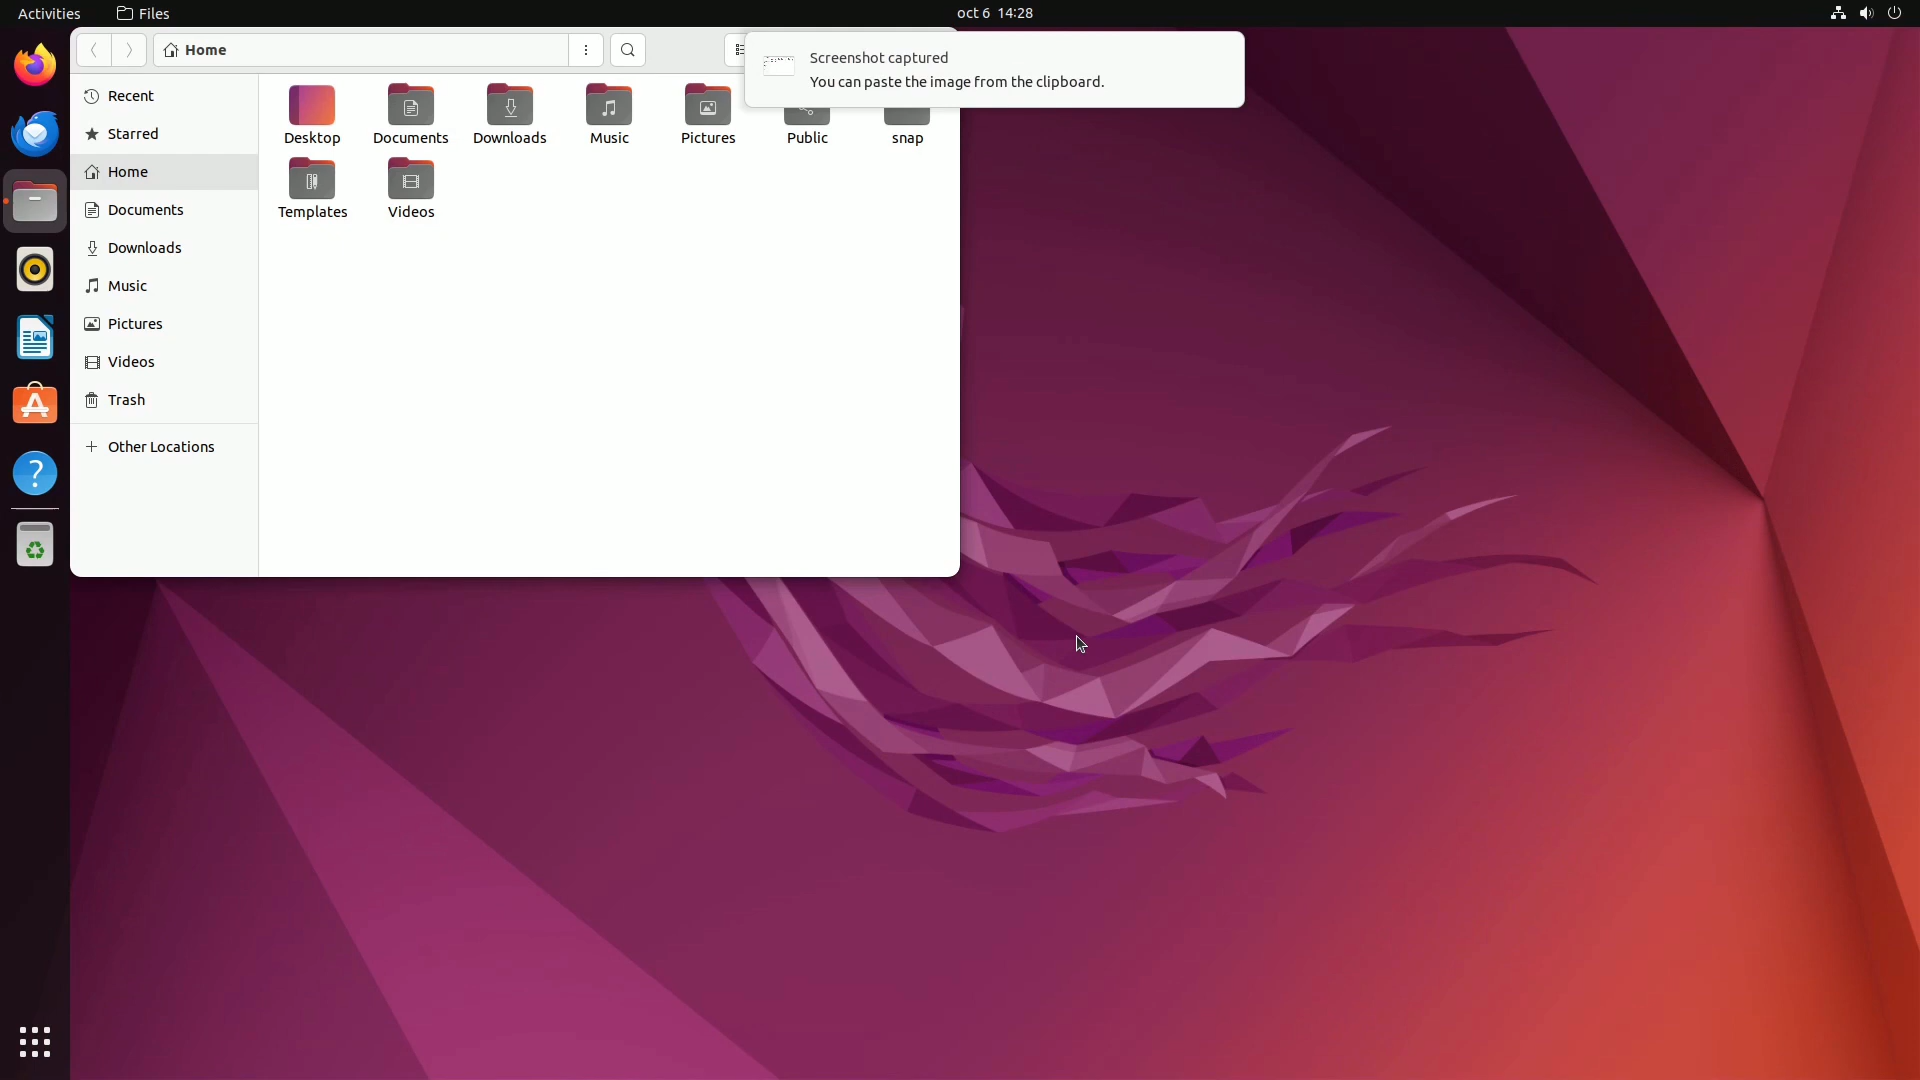 Activities
Files
oct 6 14:28
Home
Screenshot captured
You can paste the image from the clipboard.
Recent
Starred
Home
Documents
Downloads
Music
Pictures
Videos
Trash
Other Locations
Desktop
Documents
Downloads
Music
Pictures
Public
snap
Templates
Videos